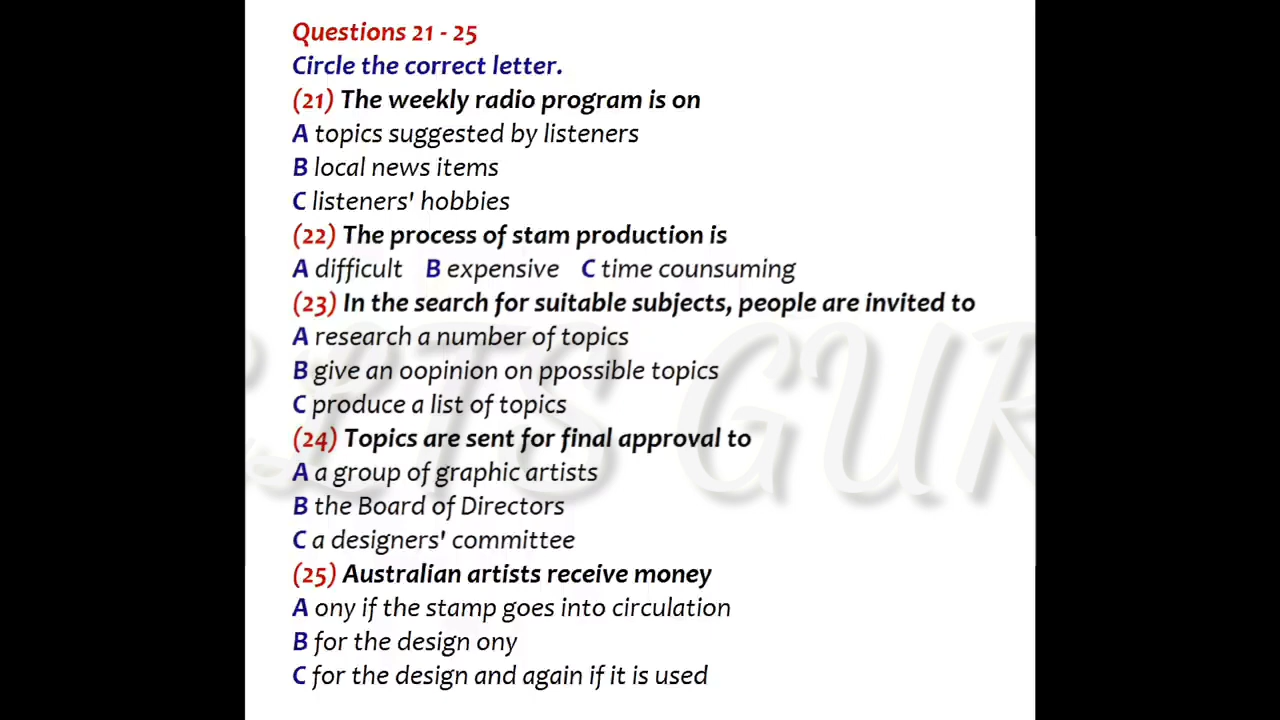 Questions 21 - 25
Circle the correct letter.
(21) The weekly radio program is on
A topics suggested by listeners
B local news items
C listeners' hobbies
(22) The process of stam production is
A difficult B expensive C time counsuming
(23) In the search for suitable subjects, people are invited to
A research a number of topics
B give an oopinion on ppossible topics
C produce a list of topics
(24) Topics are sent for final approval to
A a group of graphic artists
B the Board of Directors
C a designers' committee
(25) Australian artists receive money
A ony if the stamp goes into circulation
B for the design ony
C for the design and again if it is used